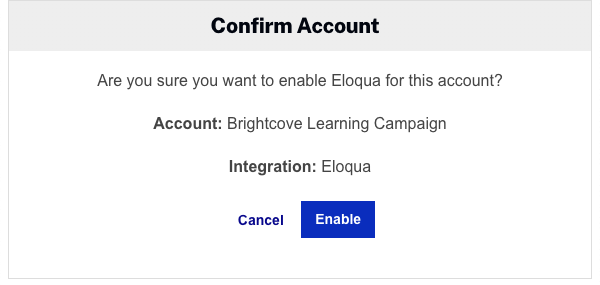 Confirm Account
Are you sure you want to enable Eloqua for this account?
Account: Brightcove Learning Campaign
Integration: Eloqua
Cancel Enable